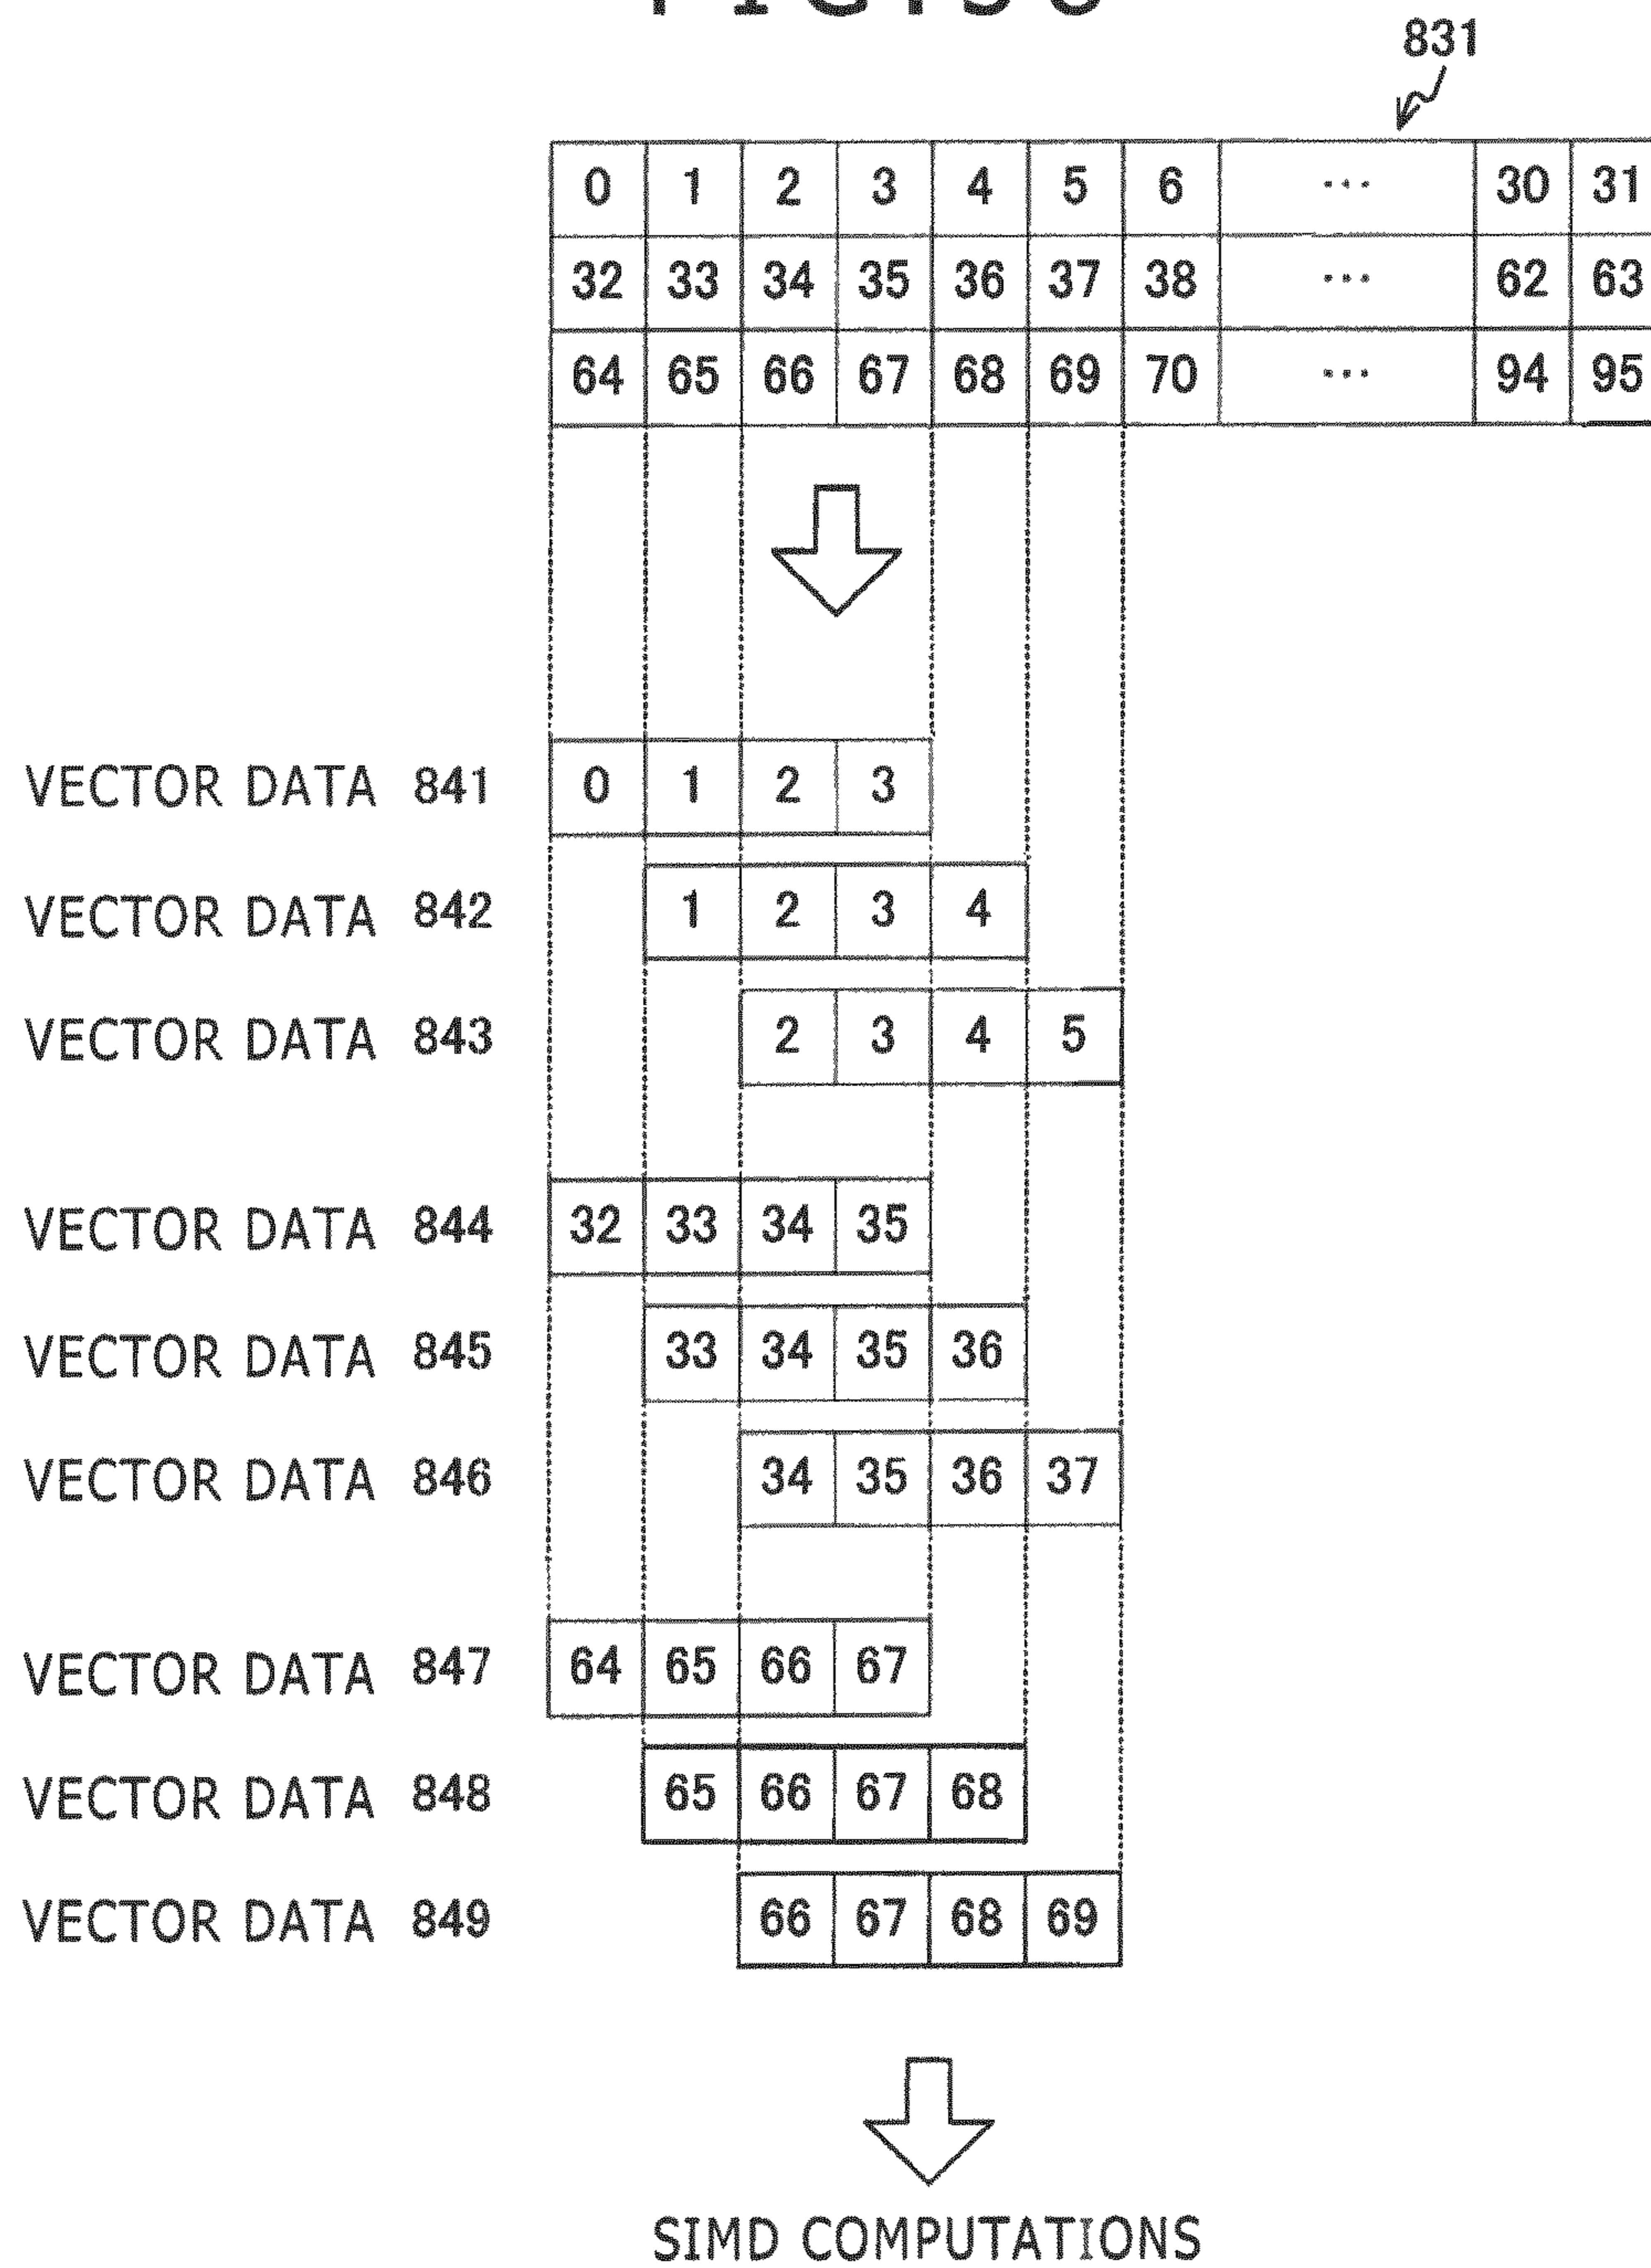 831
0 1 2 3 4 5 6 ... 30 31
32 33 34 35 36 37 38 ... 62 63
64 65 66 67 68 69 70 ... 94 95
VECTOR DATA 841 0 1 2 3
VECTOR DATA 842 1 2 3 4
VECTOR DATA 843 2 3 4 5
VECTOR DATA 844 32 33 34 35
VECTOR DATA 845 33 34 35 36
VECTOR DATA 846 34 35 36 37
VECTOR DATA 847 64 65 66 67
VECTOR DATA 848 65 66 67 68
VECTOR DATA 849 66 67 68 69
SIMD COMPUTATIONS